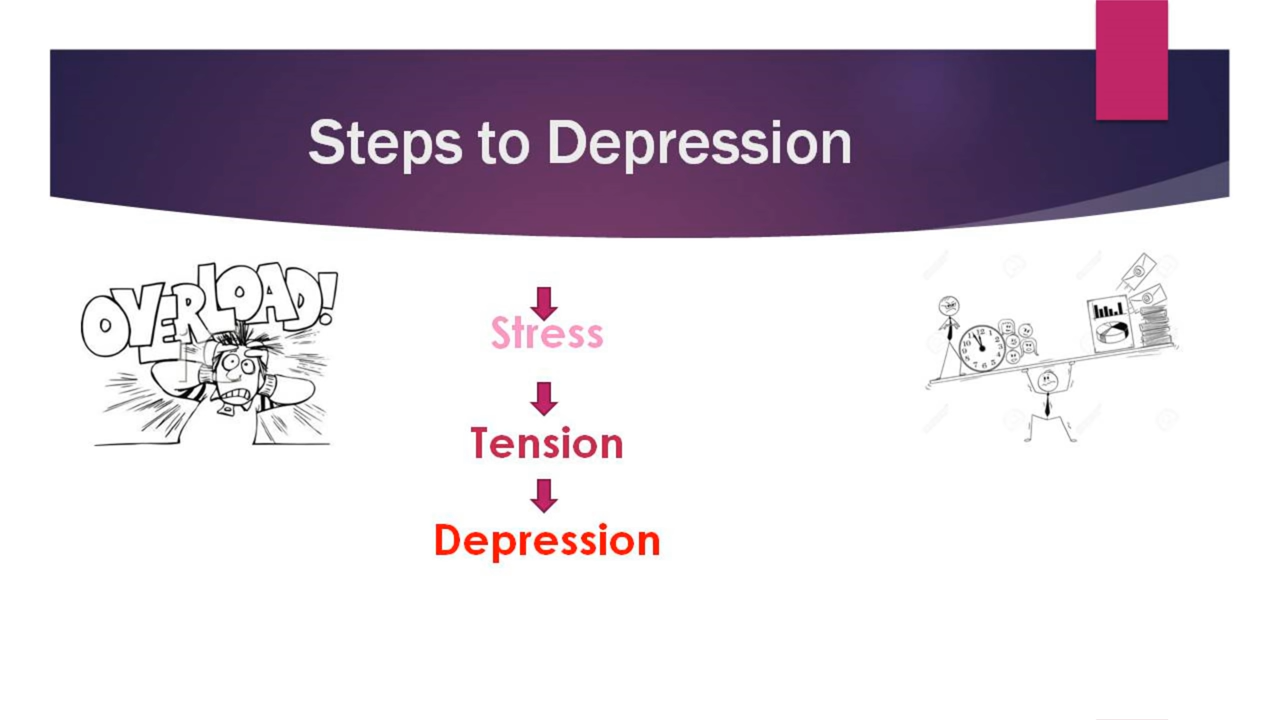 Steps to Depression
OVERLOAD!
Stress
Tension
Depression